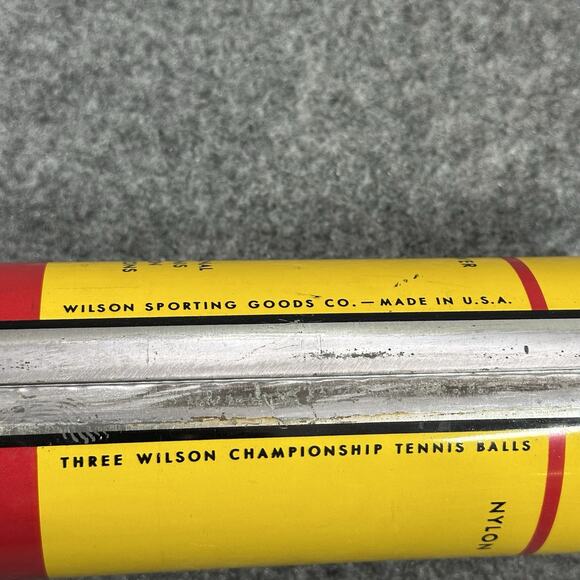 WILSON SPORTING GOODS CO. — MADE IN U.S.A.
THREE WILSON CHAMPIONSHIP TENNIS BALLS
NYLON